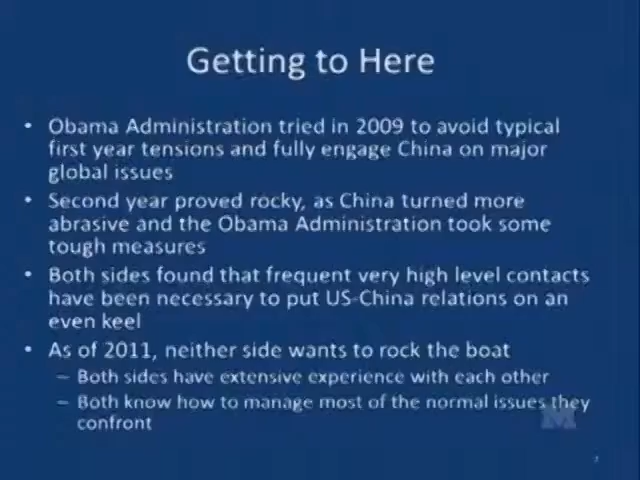 Getting to Here
• Obama Administration tried in 2009 to avoid typical
first year tensions and fully engage China on major
global issues
• Second year proved rocky, as China turned more
abrasive and the Obama Administration took some
tough measures
• Both sides found that frequent very high level contacts
have been necessary to put US-China relations on an
even keel
• As of 2011, neither side wants to rock the boat
– Both sides have extensive experience with each other
– Both know how to manage most of the normal issues they
confront
M